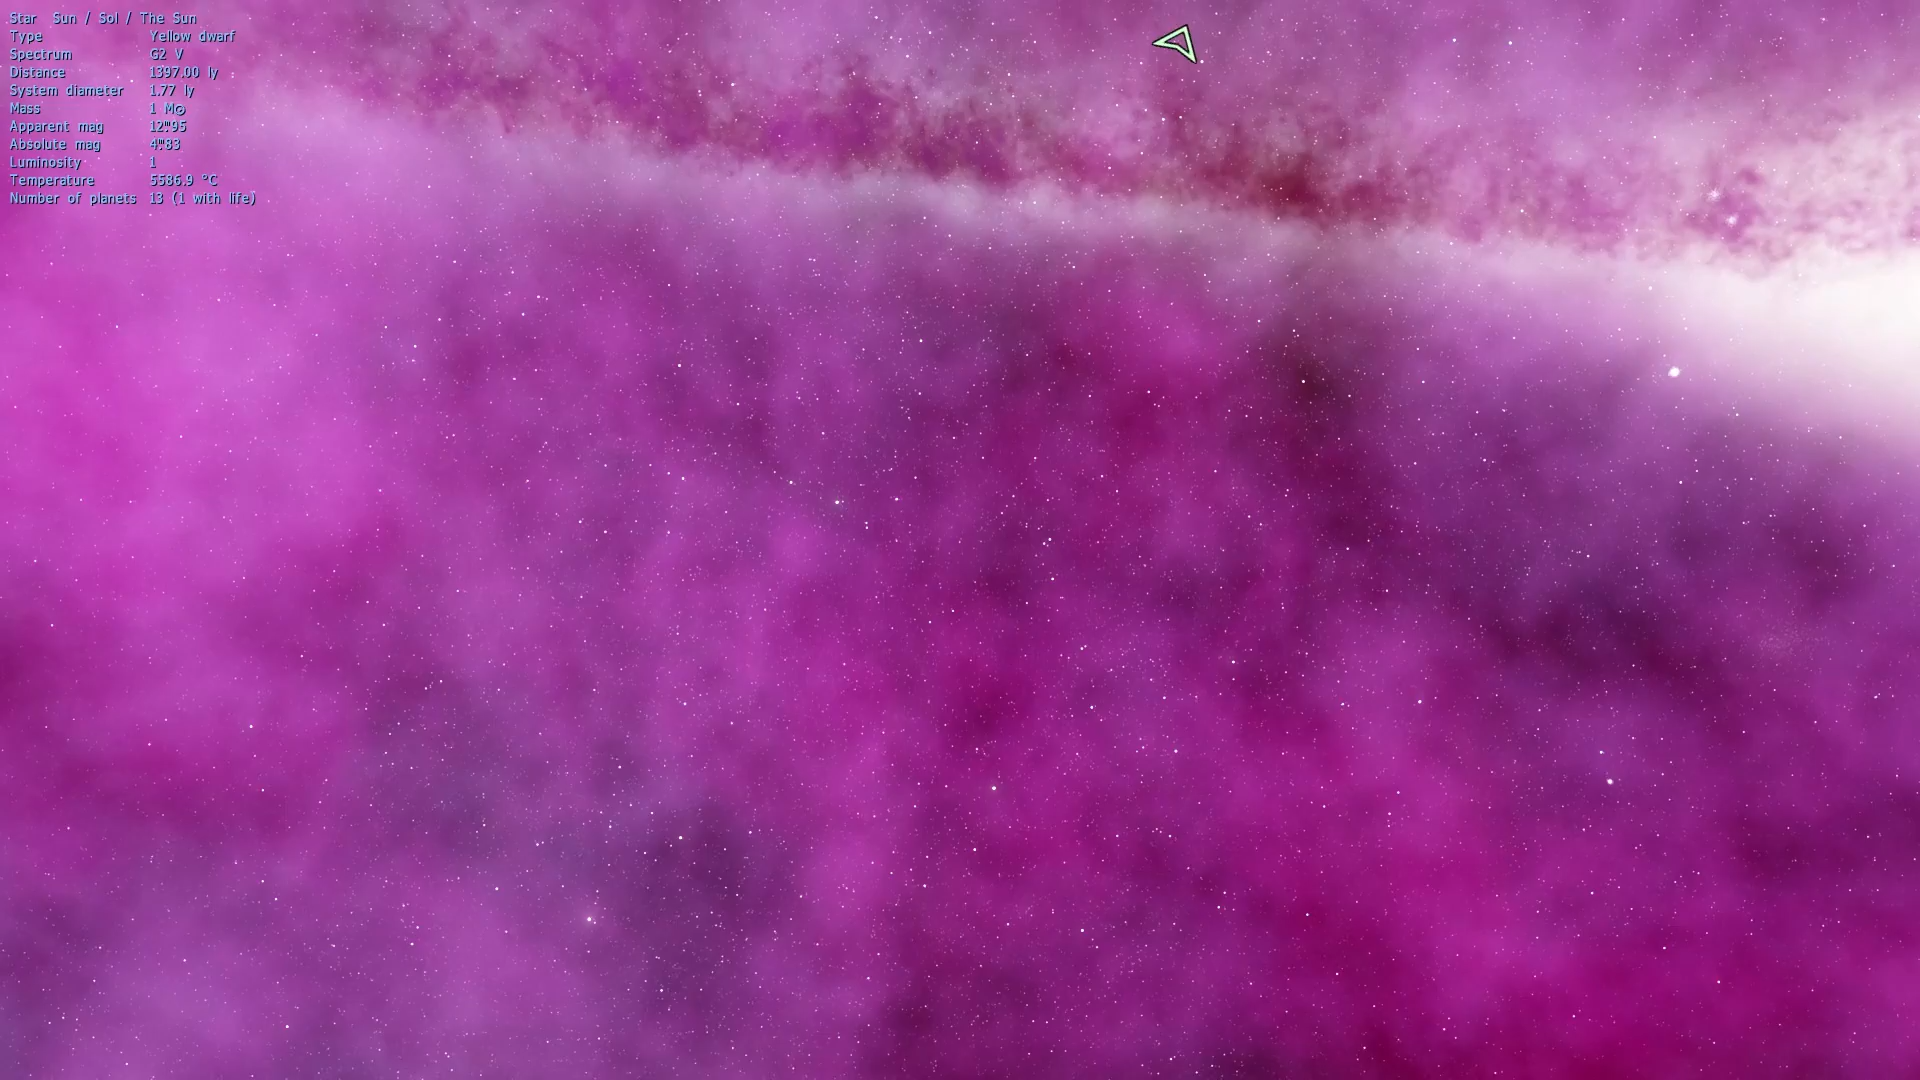 Star Sun / Sol / The Sun
Type Yellow dwarf
Spectrum G2 V
Distance 1397.00 ly
System diameter 1.77 ly
Mass 1 M☉
Apparent mag 12ᵐ95
Absolute mag 4ᵐ83
Luminosity 1
Temperature 5586.9 °C
Number of planets 13 (1 with life)